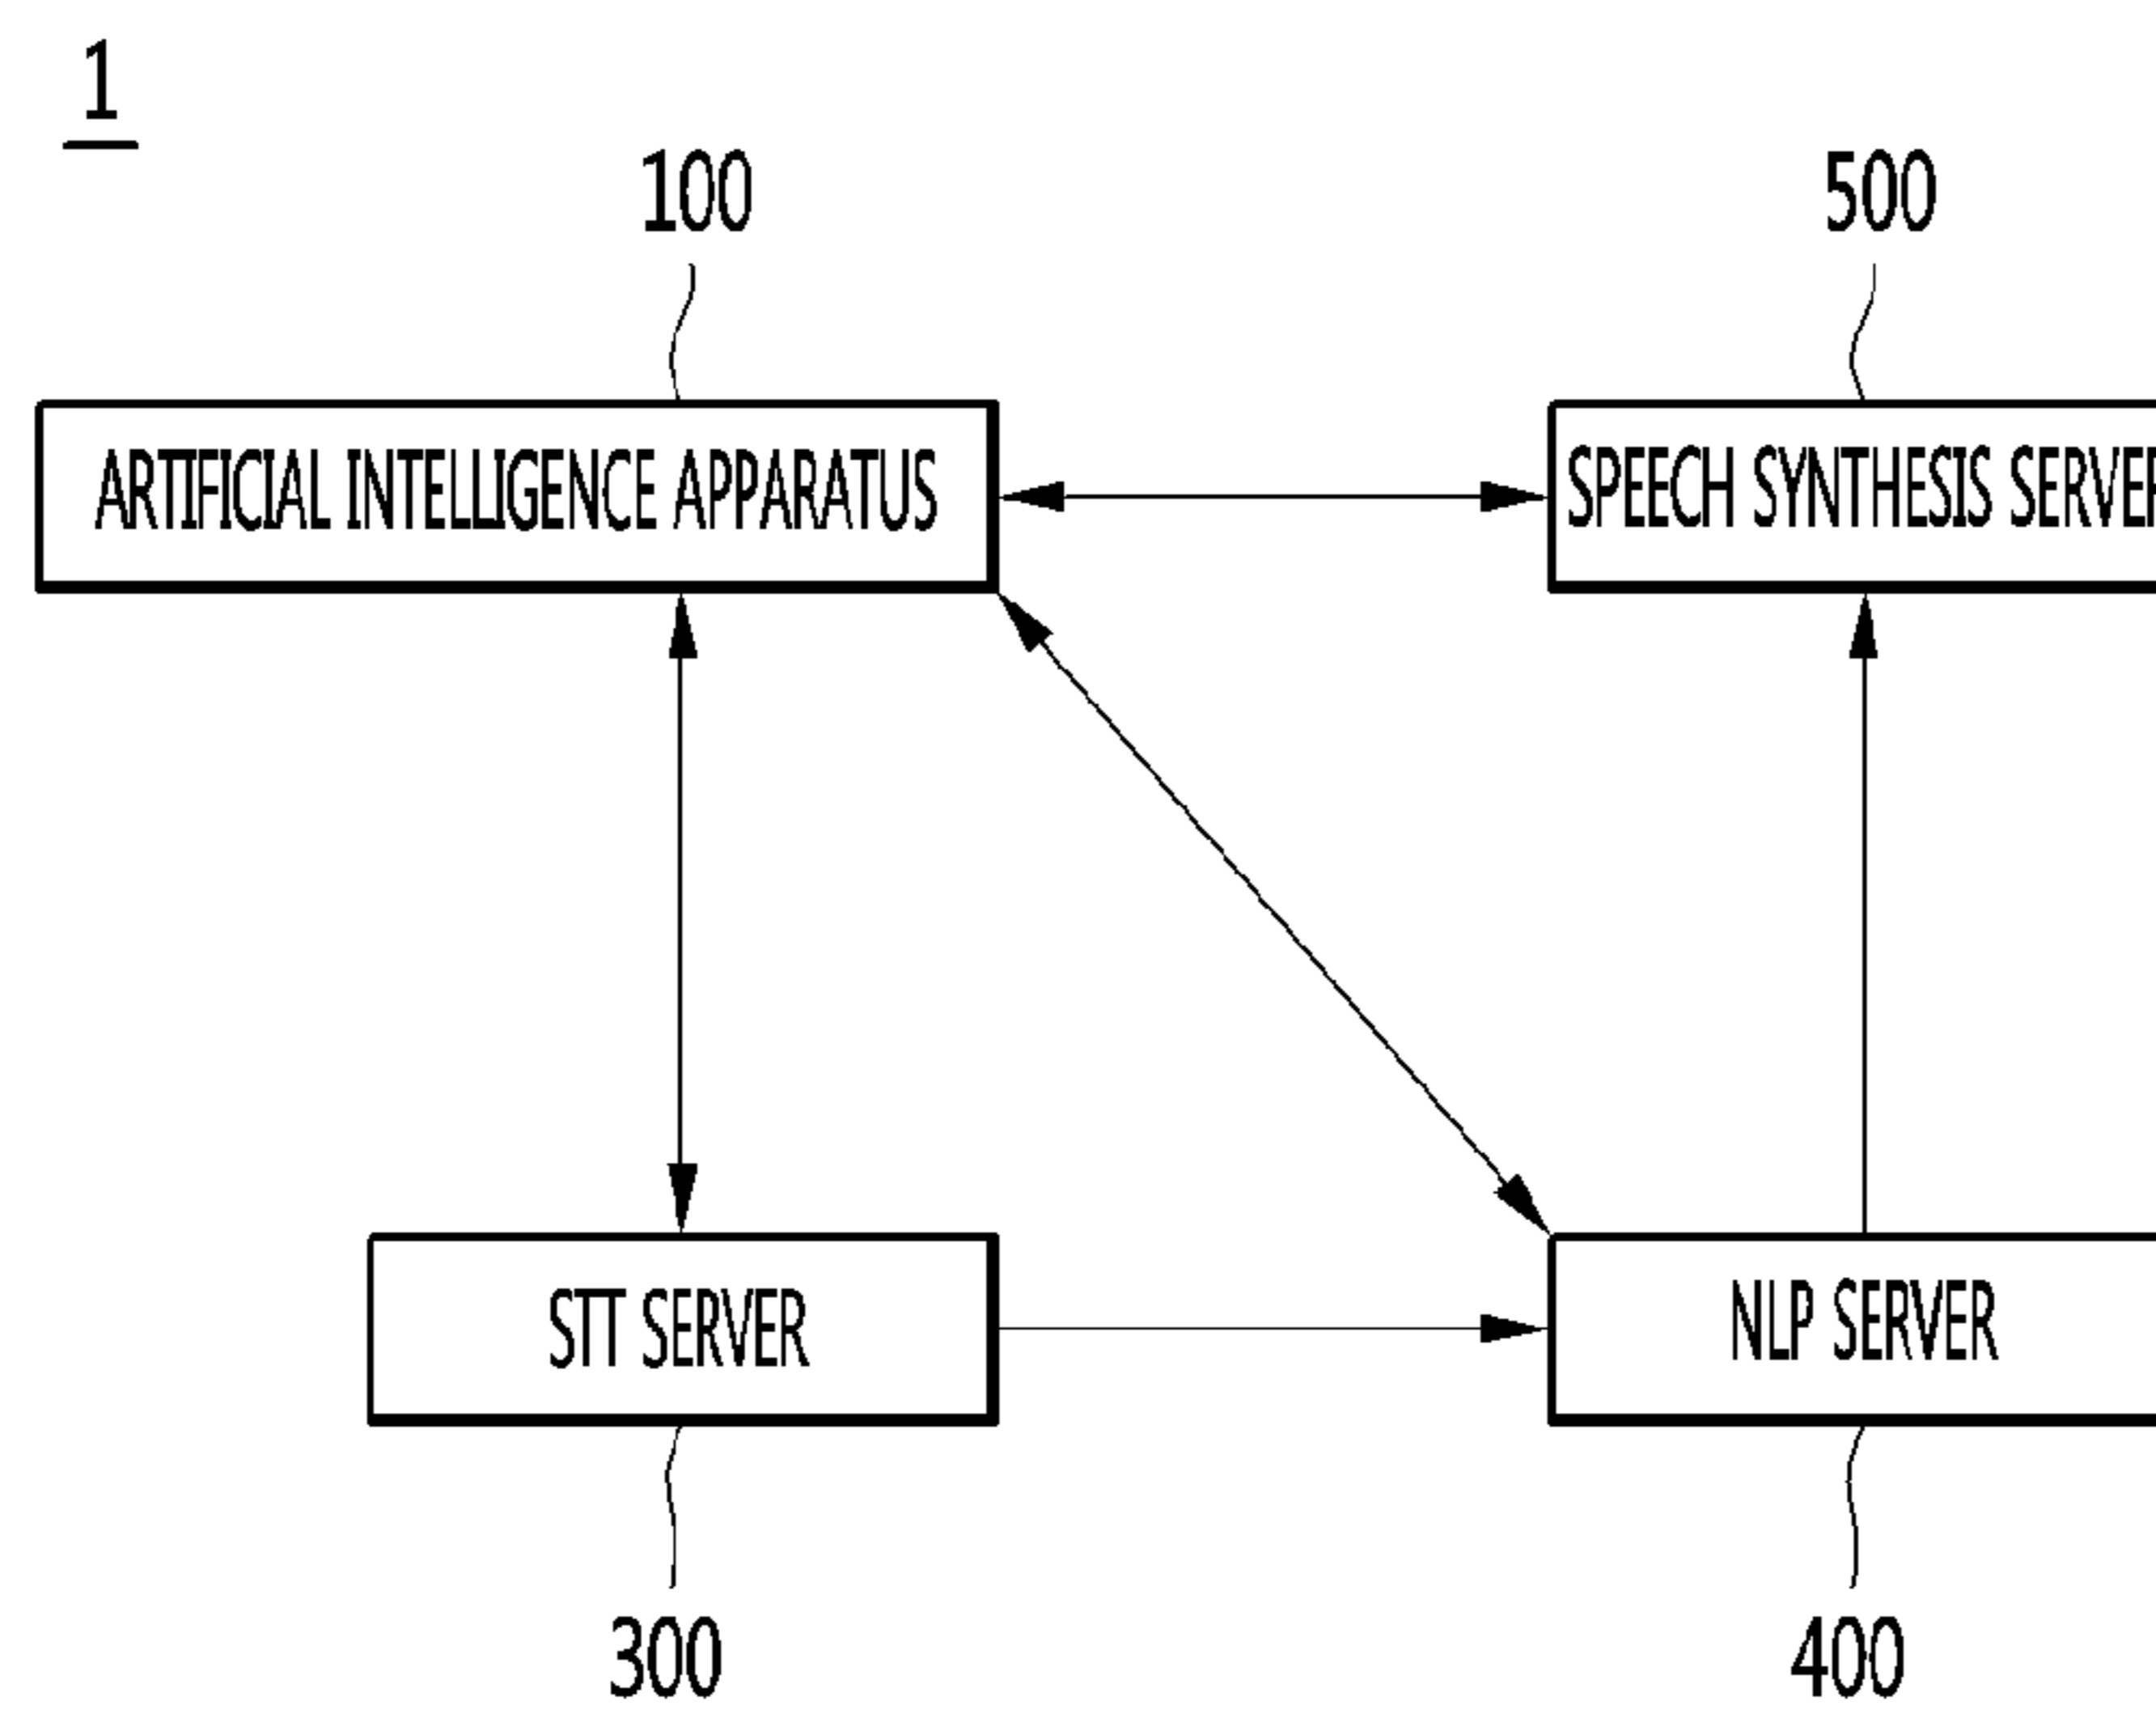 1
100
500
ARTIFICIAL INTELLIGENCE APPARATUS
SPEECH SYNTHESIS SERVER
STT SERVER
NLP SERVER
300
400